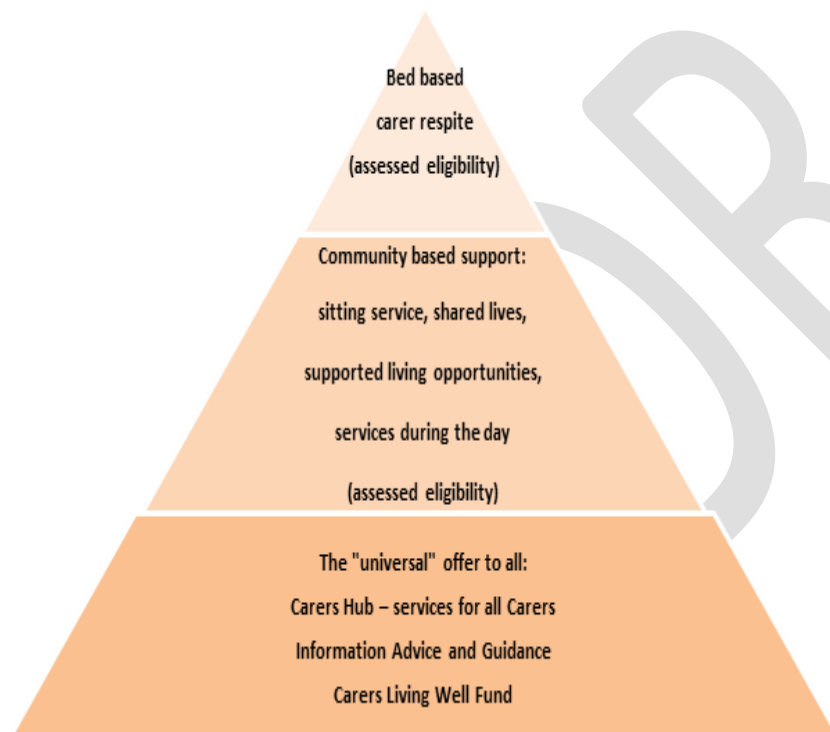 Bed based
carer respite
(assessed eligibility)
Community based support:
sitting service, shared lives,
supported living opportunities,
services during the day
(assessed eligibility)
The "universal" offer to all:
Carers Hub – services for all Carers
Information Advice and Guidance
Carers Living Well Fund